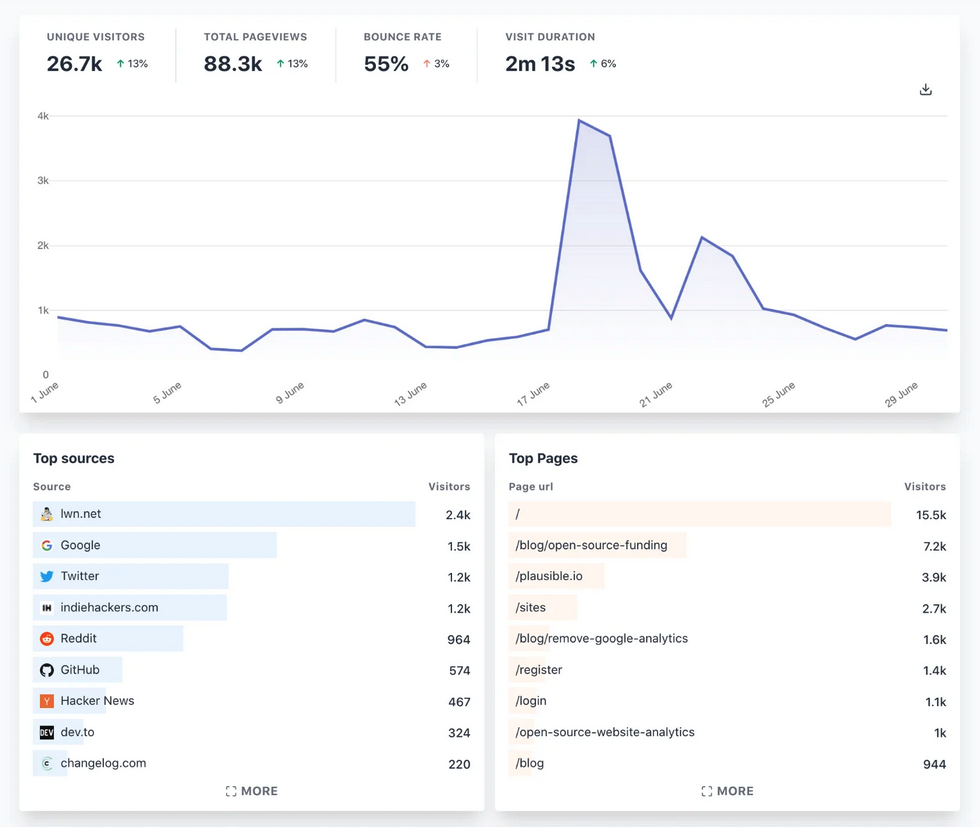 UNIQUE VISITORS TOTAL PAGEVIEWS BOUNCE RATE VISIT DURATION
26.7k ↑ 13% 88.3k ↑ 13% 55% ↑ 3% 2m 13s ↑ 6%
4k
3k
2k
1k
0
1 June 5 June 9 June 13 June 17 June 21 June 25 June 29 June
Top sources
Source Visitors
lwn.net 2.4k
Google 1.5k
Twitter 1.2k
IH indiehackers.com 1.2k
Reddit 964
GitHub 574
Y Hacker News 467
DEV dev.to 324
changelog.com 220
MORE
Top Pages
Page url Visitors
/ 15.5k
/blog/open-source-funding 7.2k
/plausible.io 3.9k
/sites 2.7k
/blog/remove-google-analytics 1.6k
/register 1.4k
/login 1.1k
/open-source-website-analytics 1k
/blog 944
MORE